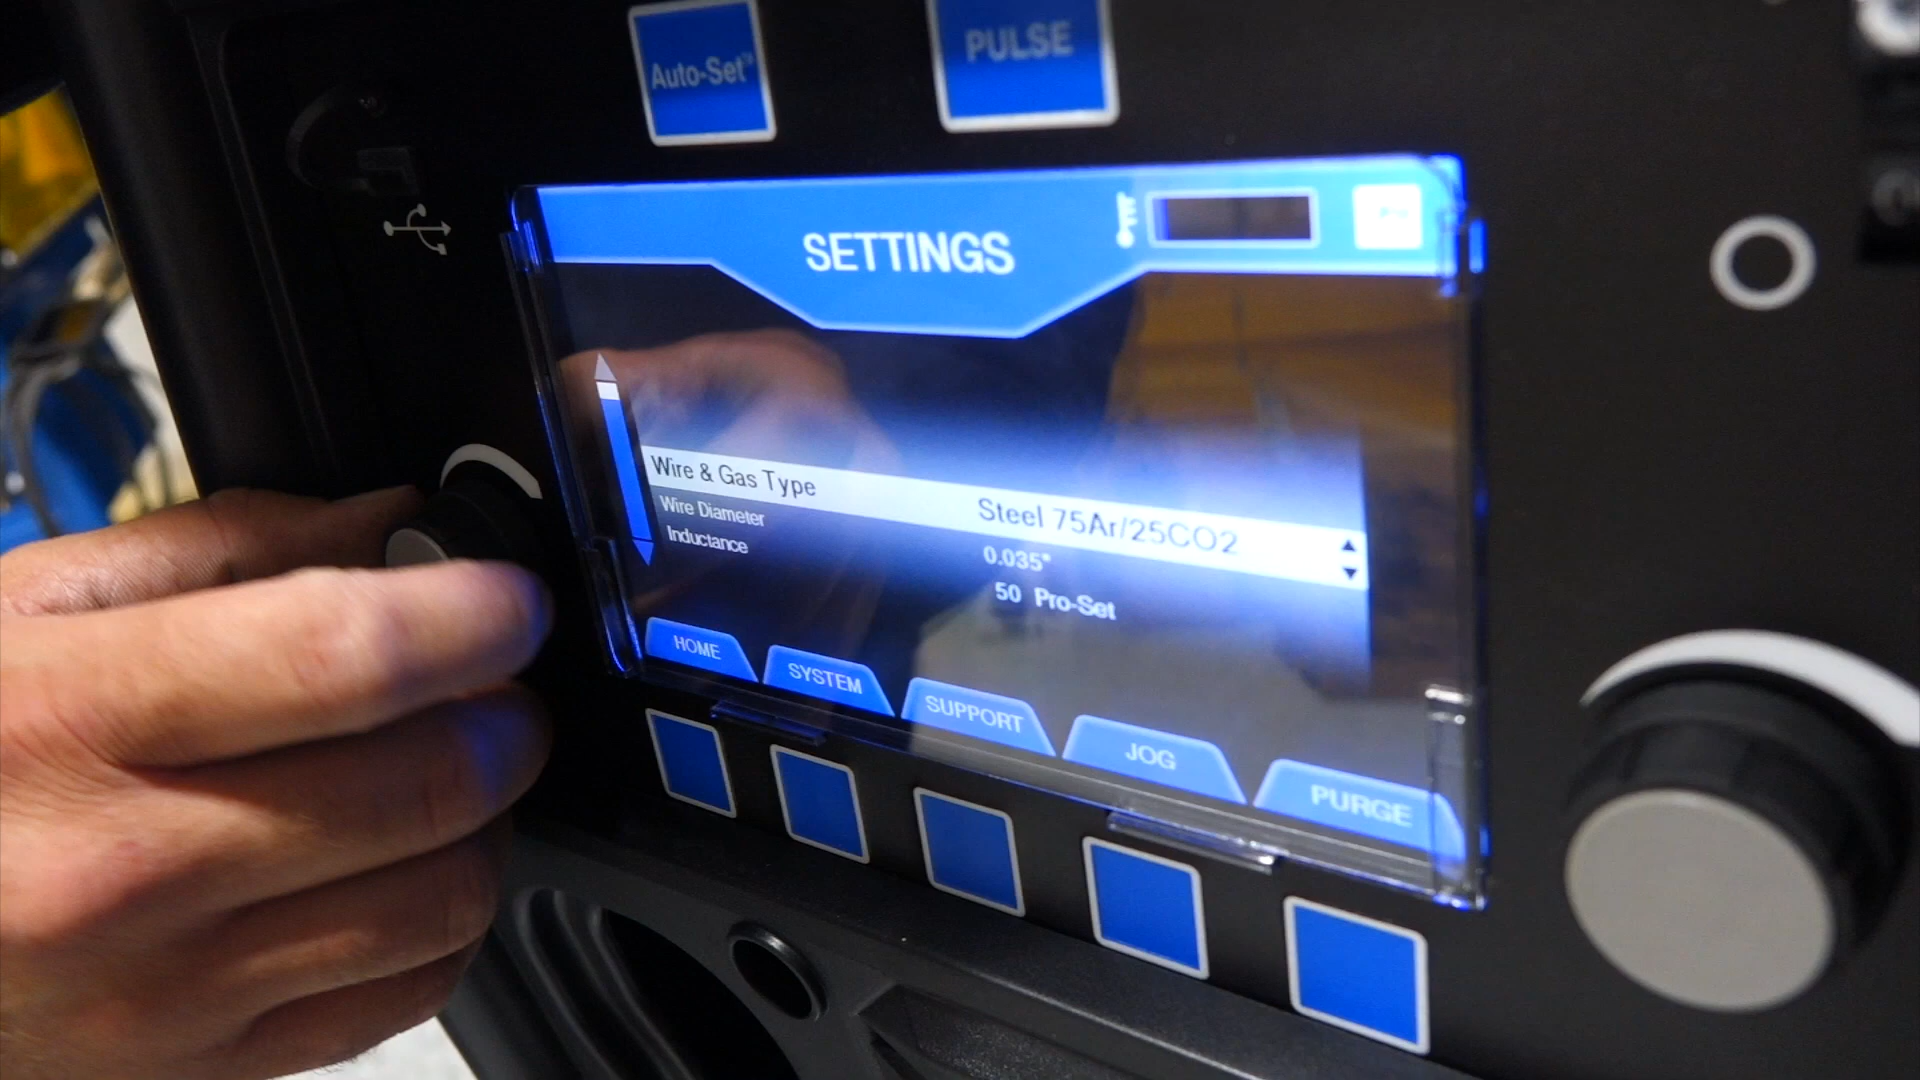 Auto-Set™
PULSE
SETTINGS
Wire & Gas Type Steel 75Ar/25CO2
Wire Diameter 0.035"
Inductance 50 Pro-Set
HOME SYSTEM SUPPORT JOG PURGE